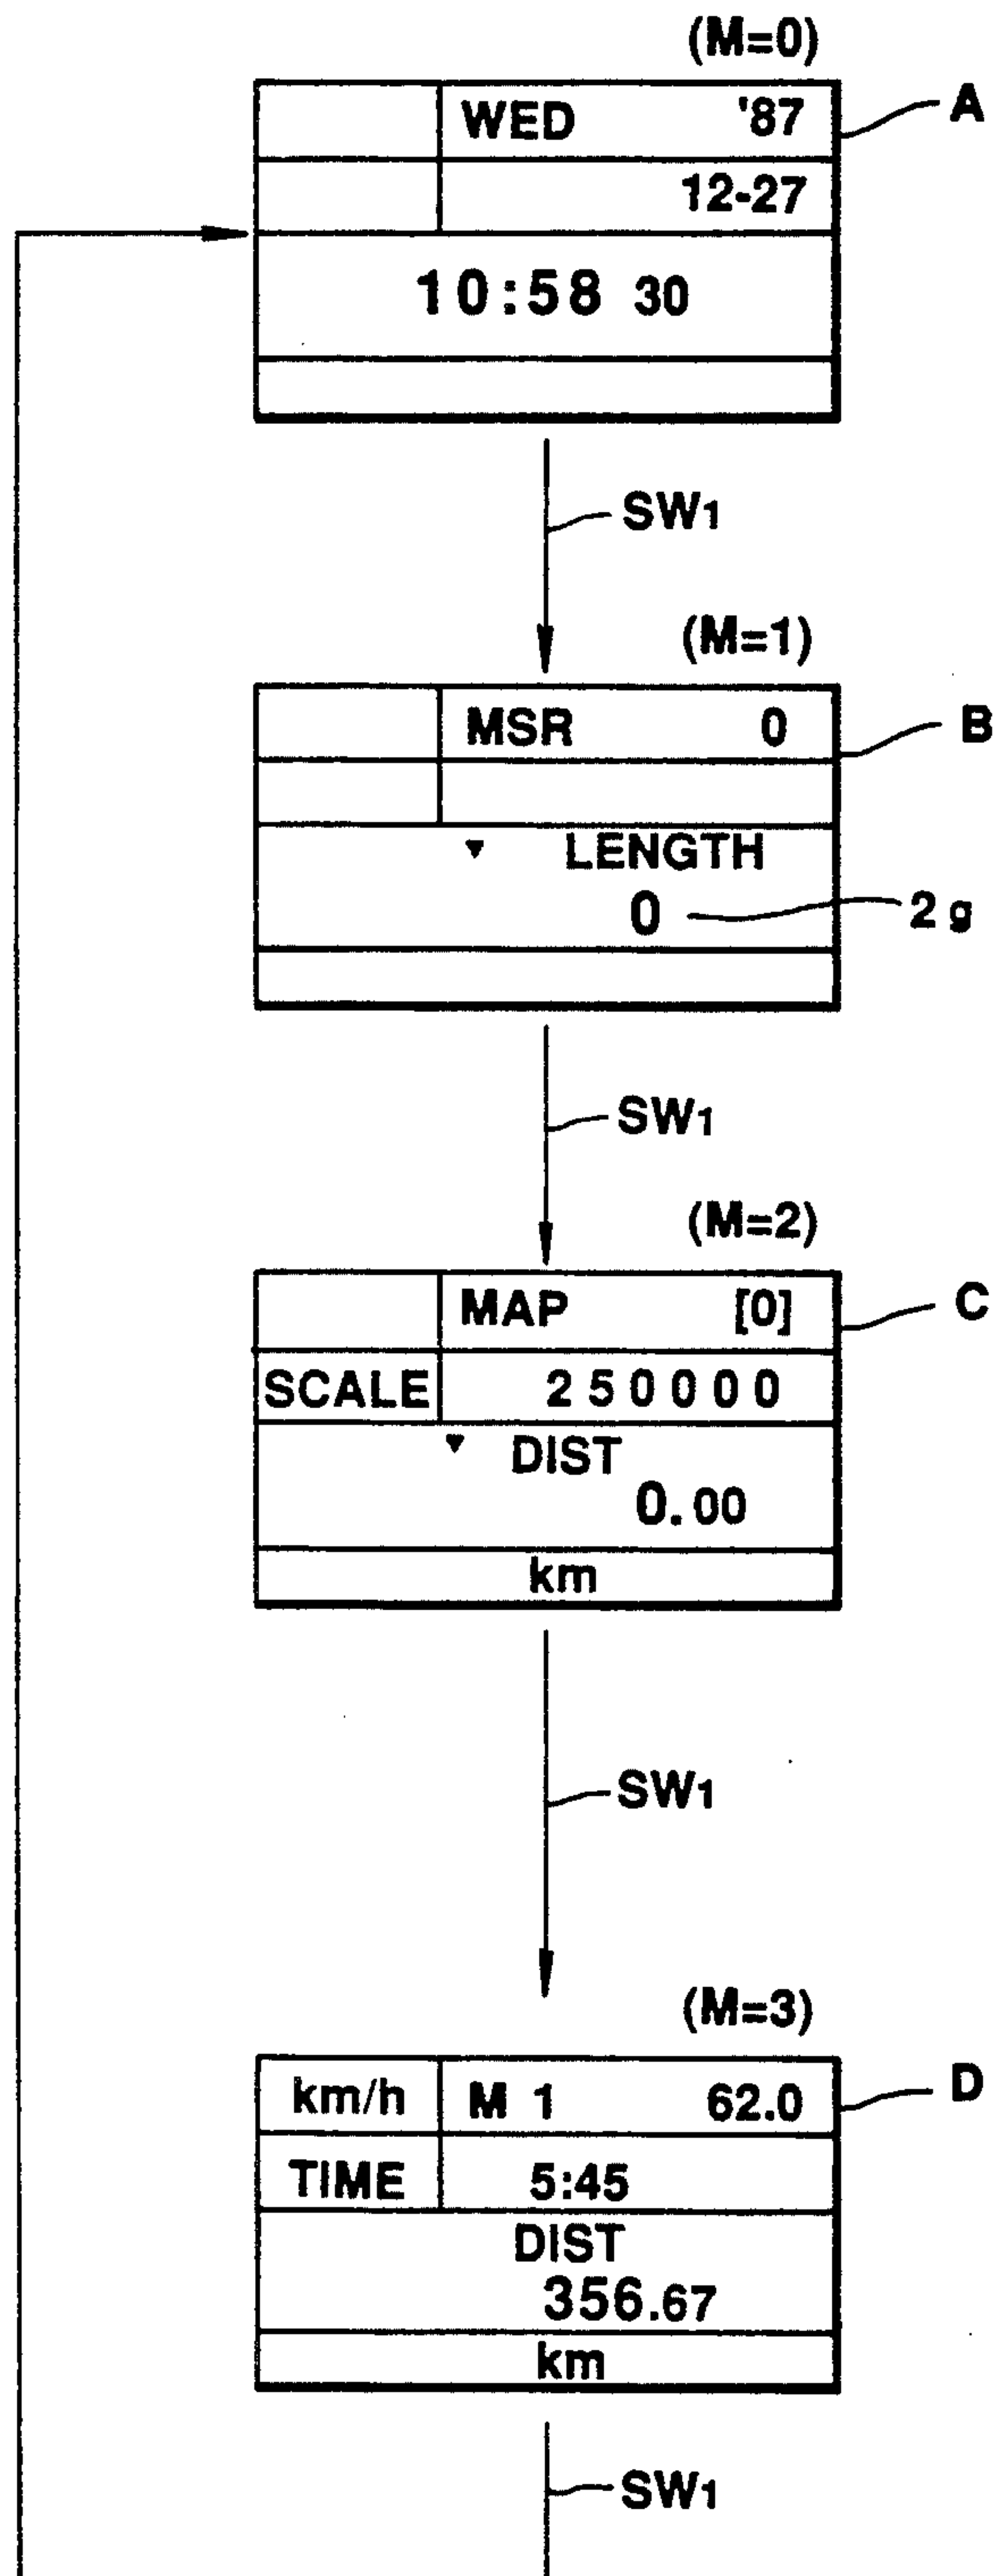 (M=0)
WED '87
A
12-27
10:58 30
SW1
(M=1)
MSR 0
B
LENGTH
0
2g
SW1
(M=2)
MAP [0]
C
SCALE 250000
DIST
0.00
km
SW1
(M=3)
km/h M 1 62.0
D
TIME 5:45
DIST
356.67
km
SW1